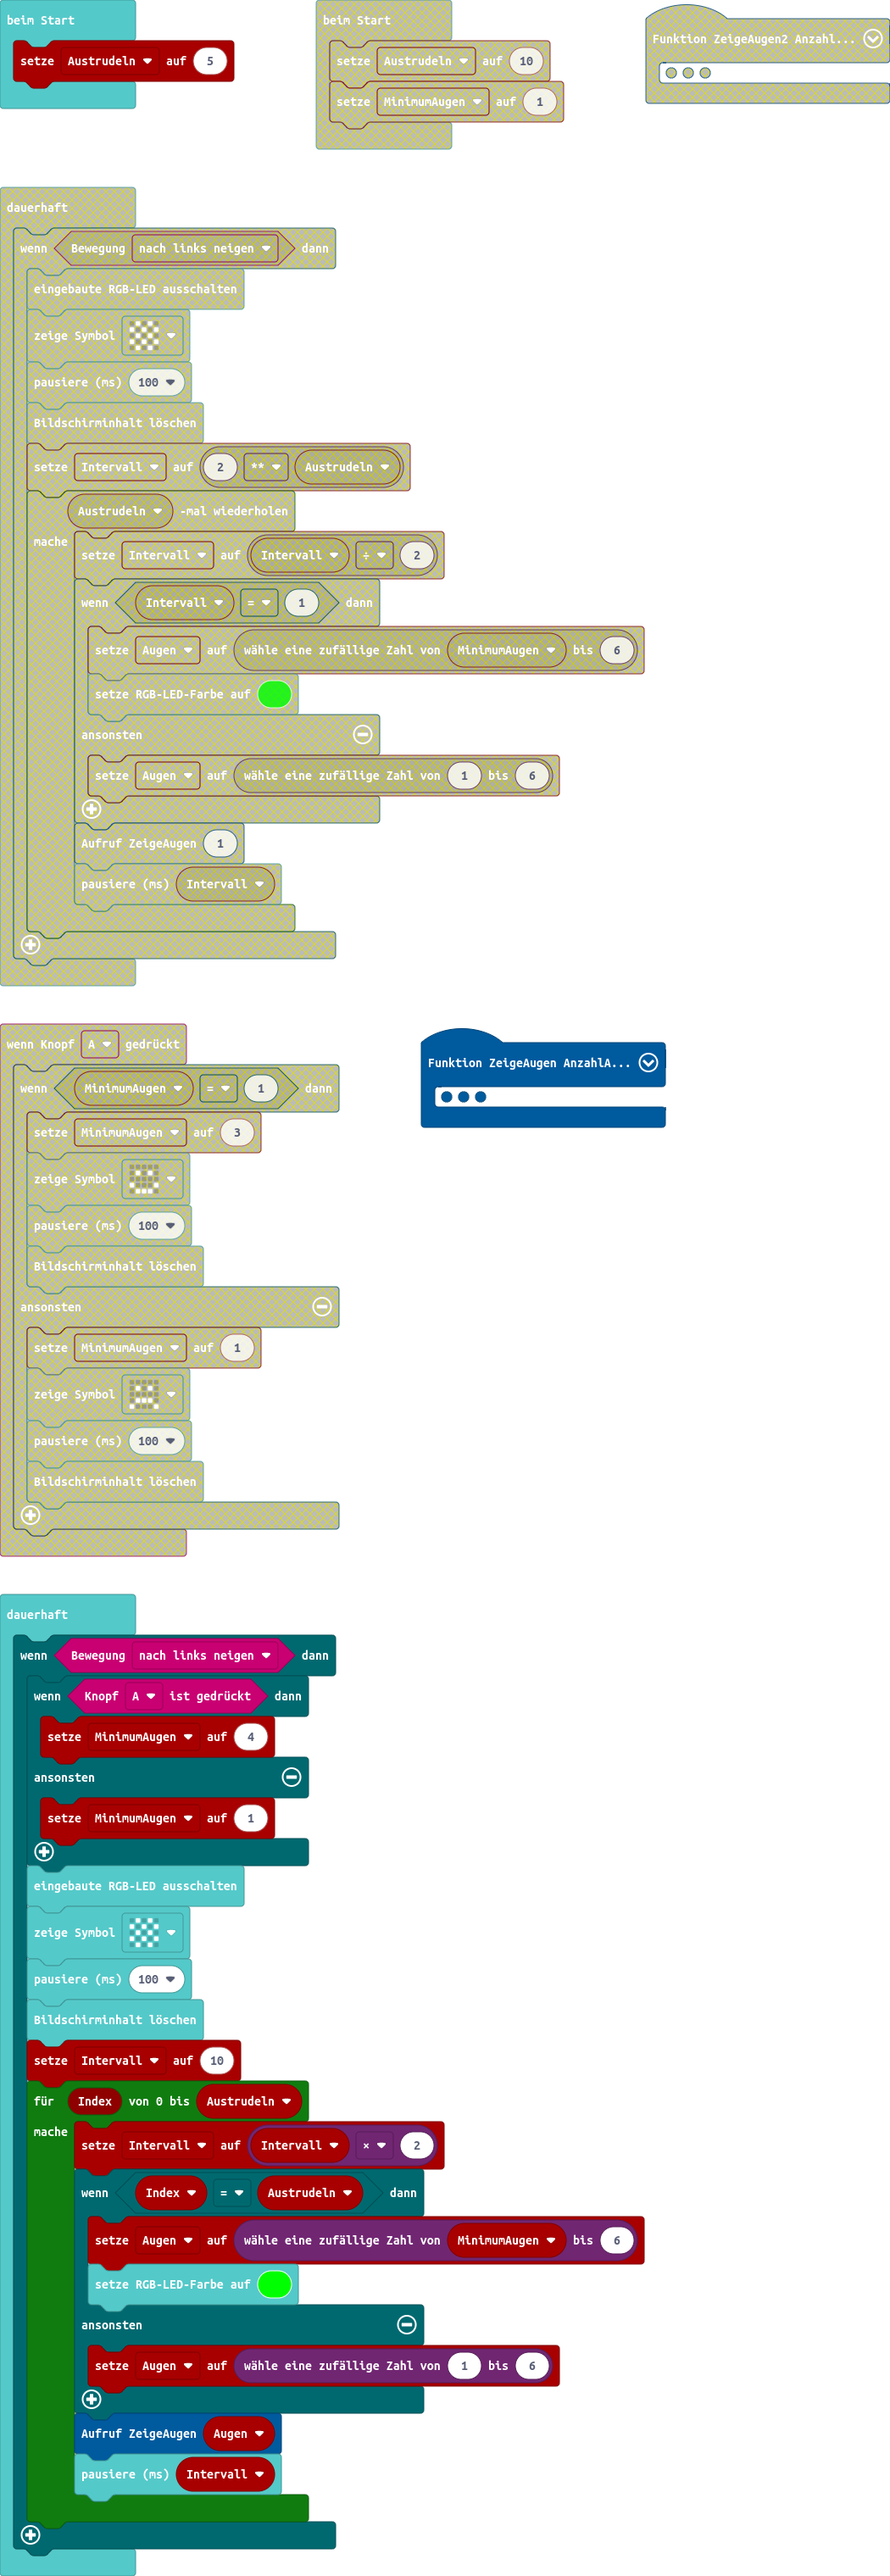 beim Start
setze Austrudeln auf 5
beim Start
setze Austrudeln auf 10
setze MinimumAugen auf 1
Funktion ZeigeAugen2 Anzahl...
dauerhaft
wenn Bewegung nach links neigen dann
eingebaute RGB-LED ausschalten
zeige Symbol
pausiere (ms) 100
Bildschirminhalt löschen
setze Intervall auf 2 ** Austrudeln
Austrudeln -mal wiederholen
mache
setze Intervall auf Intervall ÷ 2
wenn Intervall = 1 dann
setze Augen auf wähle eine zufällige Zahl von MinimumAugen bis 6
setze RGB-LED-Farbe auf
ansonsten
setze Augen auf wähle eine zufällige Zahl von 1 bis 6
Aufruf ZeigeAugen 1
pausiere (ms) Intervall
wenn Knopf A gedrückt
wenn MinimumAugen = 1 dann
setze MinimumAugen auf 3
zeige Symbol
pausiere (ms) 100
Bildschirminhalt löschen
ansonsten
setze MinimumAugen auf 1
zeige Symbol
pausiere (ms) 100
Bildschirminhalt löschen
Funktion ZeigeAugen AnzahlA...
dauerhaft
wenn Bewegung nach links neigen dann
wenn Knopf A ist gedrückt dann
setze MinimumAugen auf 4
ansonsten
setze MinimumAugen auf 1
eingebaute RGB-LED ausschalten
zeige Symbol
pausiere (ms) 100
Bildschirminhalt löschen
setze Intervall auf 10
für Index von 0 bis Austrudeln
mache
setze Intervall auf Intervall × 2
wenn Index = Austrudeln dann
setze Augen auf wähle eine zufällige Zahl von MinimumAugen bis 6
setze RGB-LED-Farbe auf
ansonsten
setze Augen auf wähle eine zufällige Zahl von 1 bis 6
Aufruf ZeigeAugen Augen
pausiere (ms) Intervall